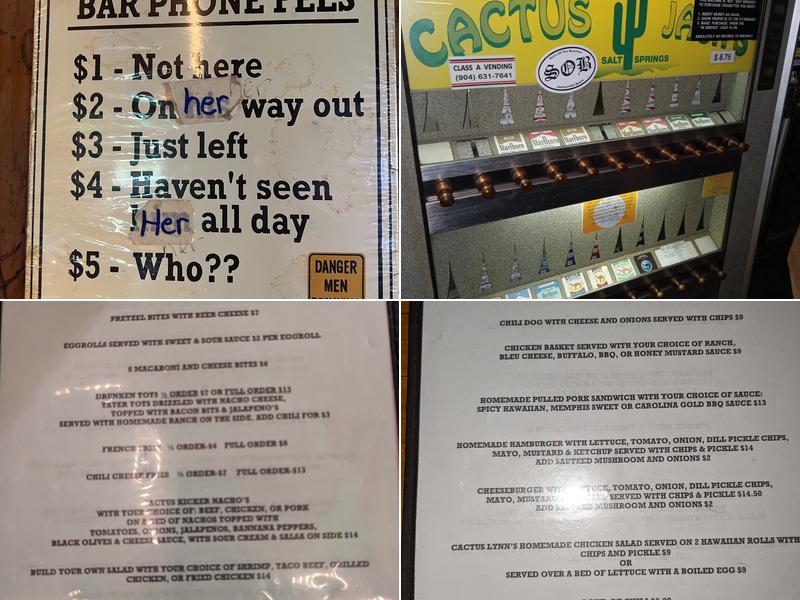 BAR PHONE FEES
$1 - Not here
$2 - On her way out
$3 - Just left
$4 - Haven't seen
Her all day
$5 - Who??
DANGER
MEN
CACTUS
CLASS A VENDING
(904) 631-7641
SOB
SALT SPRINGS
$8.75
Marlboro Marlboro Marlboro Marlboro
PRETZEL BITES WITH BEER CHEESE $7
EGGROLLS SERVED WITH SWEET & SOUR SAUCE $2 PER EGGROLL
8 MACARONI AND CHEESE BITES $6
DRUNKEN TOTS ½ ORDER $7 OR FULL ORDER $12
TATER TOTS DRIZZLED WITH NACHO CHEESE,
TOPPED WITH BACON BITS & JALAPENO'S
SERVED WITH HOMEMADE RANCH ON THE SIDE. ADD CHILI FOR $3
FRENCH FRIES ½ ORDER-$4 FULL ORDER $6
CHILI CHEESE FRIES ½ ORDER-$7 FULL ORDER-$13
CACTUS KICKER NACHO'S
WITH YOUR CHOICE OF: BEEF, CHICKEN, OR PORK
ON A BED OF NACHOS TOPPED WITH
TOMATOES, ONIONS, JALAPENOS, BANNANA PEPPERS,
BLACK OLIVES & CHEESE SAUCE, WITH SOUR CREAM & SALSA ON SIDE $14
BUILD YOUR OWN SALAD WITH YOUR CHOICE OF SHRIMP, TACO BEEF, GRILLED
CHICKEN, OR FRIED CHICKEN $14
CHILI DOG WITH CHEESE AND ONIONS SERVED WITH CHIPS $9
CHICKEN BASKET SERVED WITH YOUR CHOICE OF RANCH,
BLEU CHEESE, BUFFALO, BBQ, OR HONEY MUSTARD SAUCE $9
HOMEMADE PULLED PORK SANDWICH WITH YOUR CHOICE OF SAUCE:
SPICY HAWAIIAN, MEMPHIS SWEET OR CAROLINA GOLD BBQ SAUCE $13
HOMEMADE HAMBURGER WITH LETTUCE, TOMATO, ONION, DILL PICKLE CHIPS,
MAYO, MUSTARD & KETCHUP SERVED WITH CHIPS & PICKLE $14
ADD SAUTEED MUSHROOM AND ONIONS $2
CHEESEBURGER WITH LETTUCE, TOMATO, ONION, DILL PICKLE CHIPS,
MAYO, MUSTARD SERVED WITH CHIPS & PICKLE $14.50
ADD SAUTEED MUSHROOM AND ONIONS $2
CACTUS LYNN'S HOMEMADE CHICKEN SALAD SERVED ON 2 HAWAIIAN ROLLS WITH
CHIPS AND PICKLE $9
OR
SERVED OVER A BED OF LETTUCE WITH A BOILED EGG $9